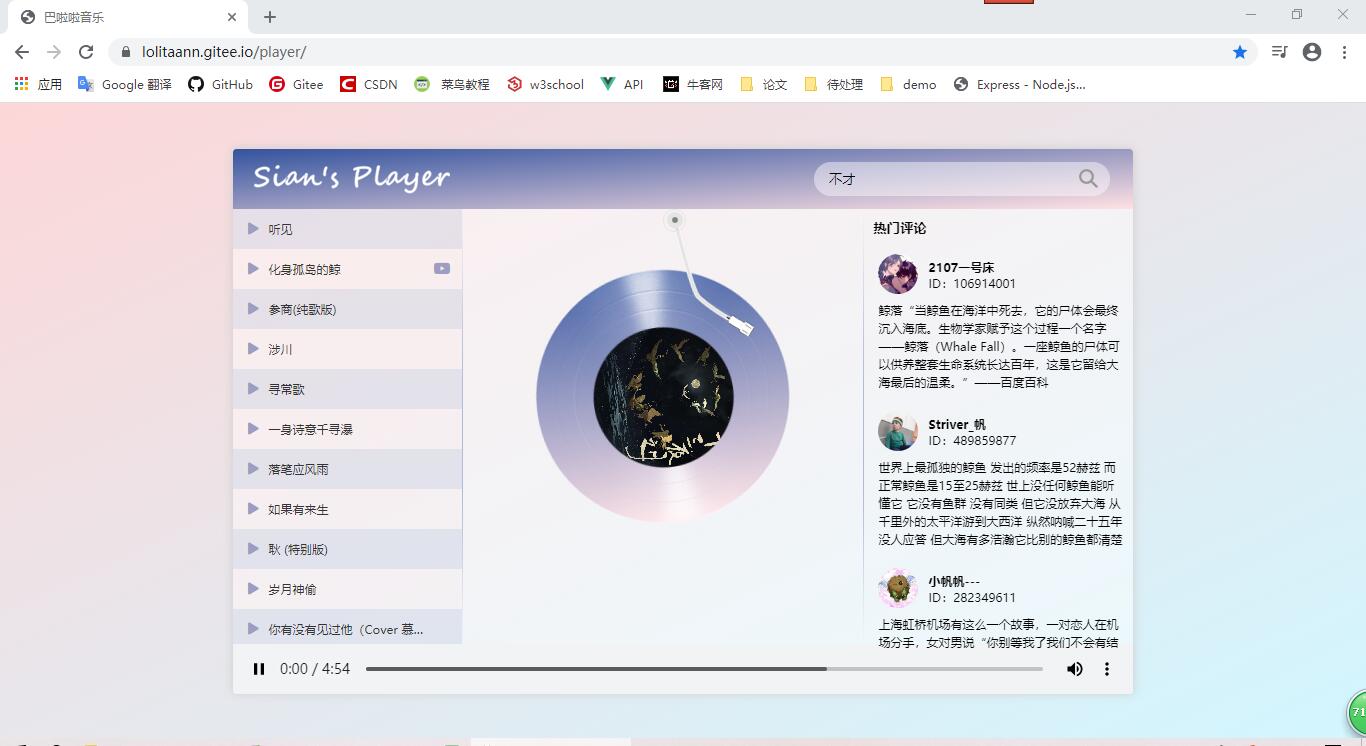 巴啦啦音乐
lolitaann.gitee.io/player/
应用 Google 翻译 GitHub Gitee CSDN 菜鸟教程 w3school API 牛客网 论文 待处理 demo Express - Node.js...
Sian's Player
不才
听见
化身孤岛的鲸
参商(纯歌版)
涉川
寻常歌
一身诗意千寻瀑
落笔应风雨
如果有来生
耿 (特别版)
岁月神偷
你有没有见过他（Cover 慕...
热门评论
2107一号床
ID：106914001
鲸落“当鲸鱼在海洋中死去，它的尸体会最终
沉入海底。生物学家赋予这个过程一个名字
——鲸落（Whale Fall）。一座鲸鱼的尸体可
以供养整套生命系统长达百年，这是它留给大
海最后的温柔。”——百度百科
Striver_帆
ID：489859877
世界上最孤独的鲸鱼 发出的频率是52赫兹 而
正常鲸鱼是15至25赫兹 世上没任何鲸鱼能听
懂它 它没有鱼群 没有同类 但它没放弃大海 从
千里外的太平洋游到大西洋 纵然呐喊二十五年
没人应答 但大海有多浩瀚它比别的鲸鱼都清楚
小帆帆---
ID：282349611
上海虹桥机场有这么一个故事，一对恋人在机
场分手，女对男说“你别等我了我们不会有结
0:00 / 4:54
71